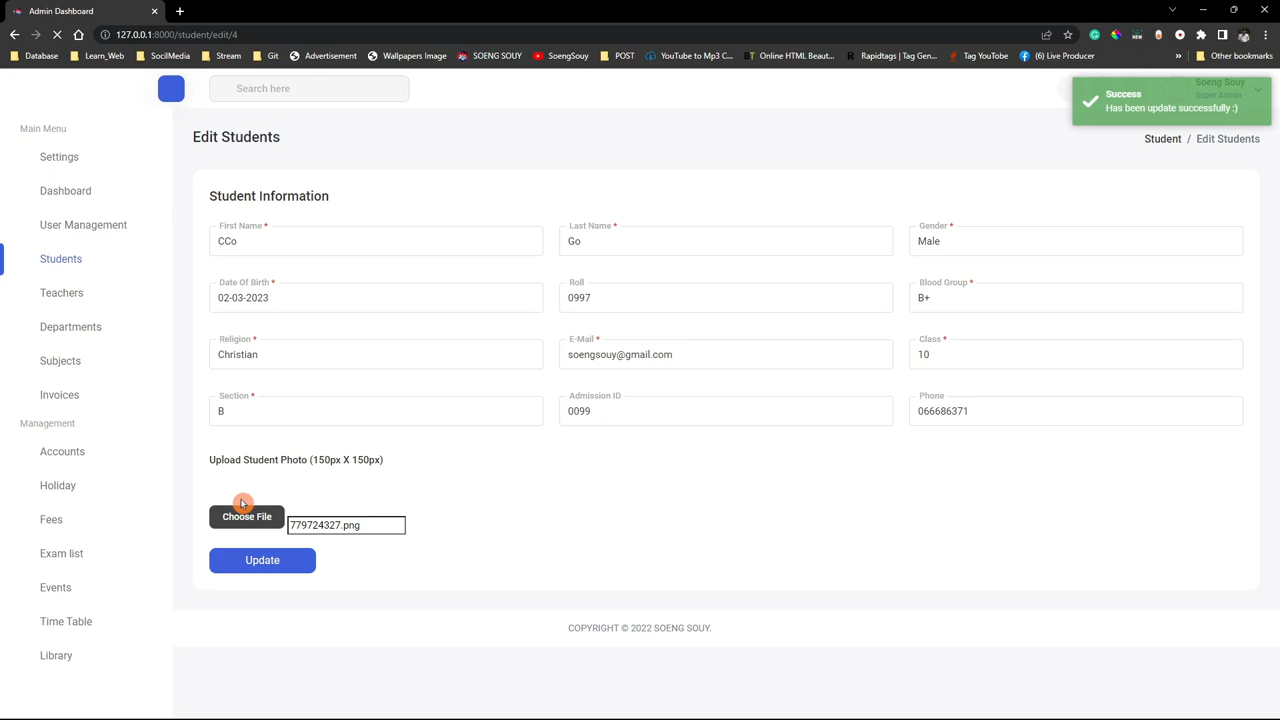 Admin Dashboard
127.0.0.1:8000/student/edit/4
Database
Learn_Web
SocilMedia
Stream
Git
Advertisement
Wallpapers Image
SOENG SOUY
SoengSouy
POST
YouTube to Mp3 C...
Online HTML Beaut...
Rapidtags | Tag Gen...
Tag YouTube
(6) Live Producer
Other bookmarks
Search here
Soeng Souy
Super Admin
Success
Has been update successfully :)
Main Menu
Settings
Dashboard
User Management
Students
Teachers
Departments
Subjects
Invoices
Management
Accounts
Holiday
Fees
Exam list
Events
Time Table
Library
Edit Students
Student / Edit Students
Student Information
First Name *
CCo
Last Name *
Go
Gender *
Male
Date Of Birth *
02-03-2023
Roll
0997
Blood Group *
B+
Religion *
Christian
E-Mail *
soengsouy@gmail.com
Class *
10
Section *
B
Admission ID
0099
Phone
066686371
Upload Student Photo (150px X 150px)
Choose File
779724327.png
Update
COPYRIGHT © 2022 SOENG SOUY.